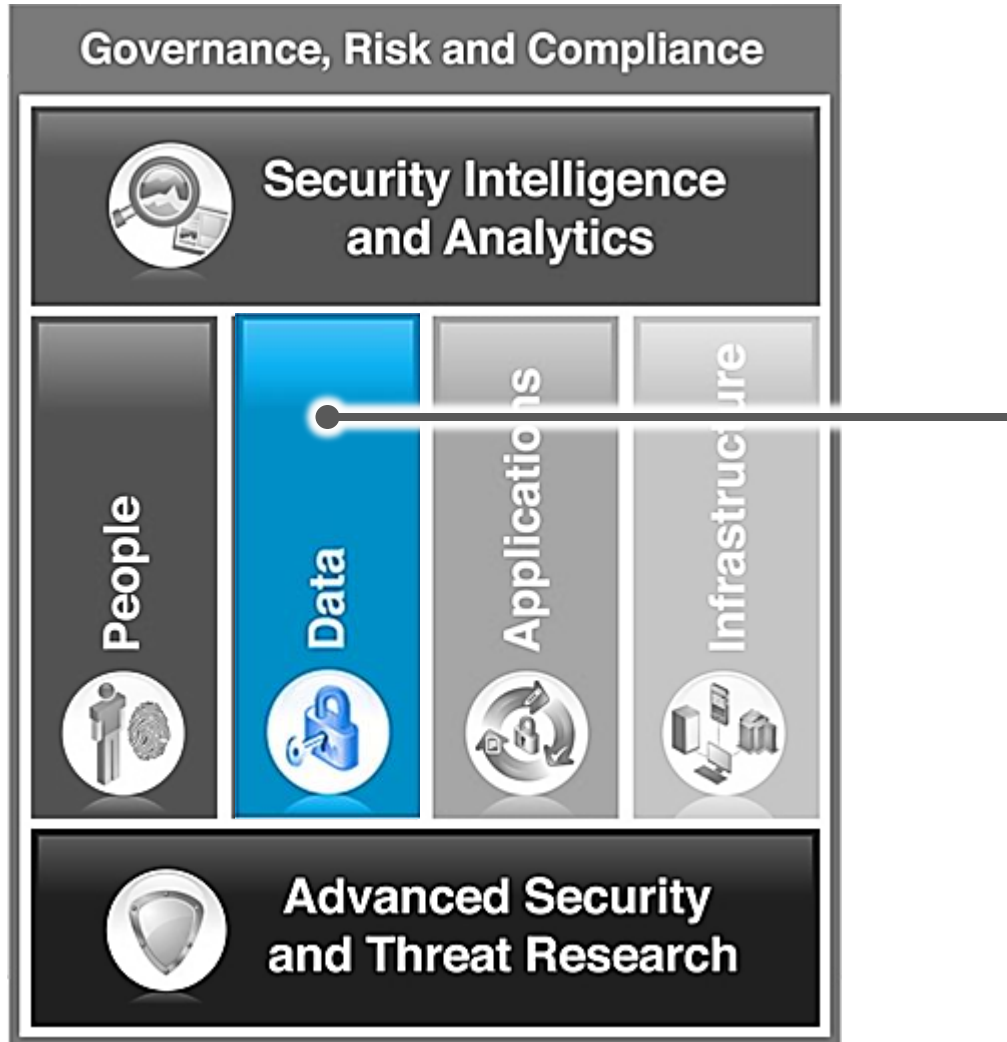 Governance, Risk and Compliance
Security Intelligence
and Analytics
People
Data
Applications
Infrastructure
Advanced Security
and Threat Research